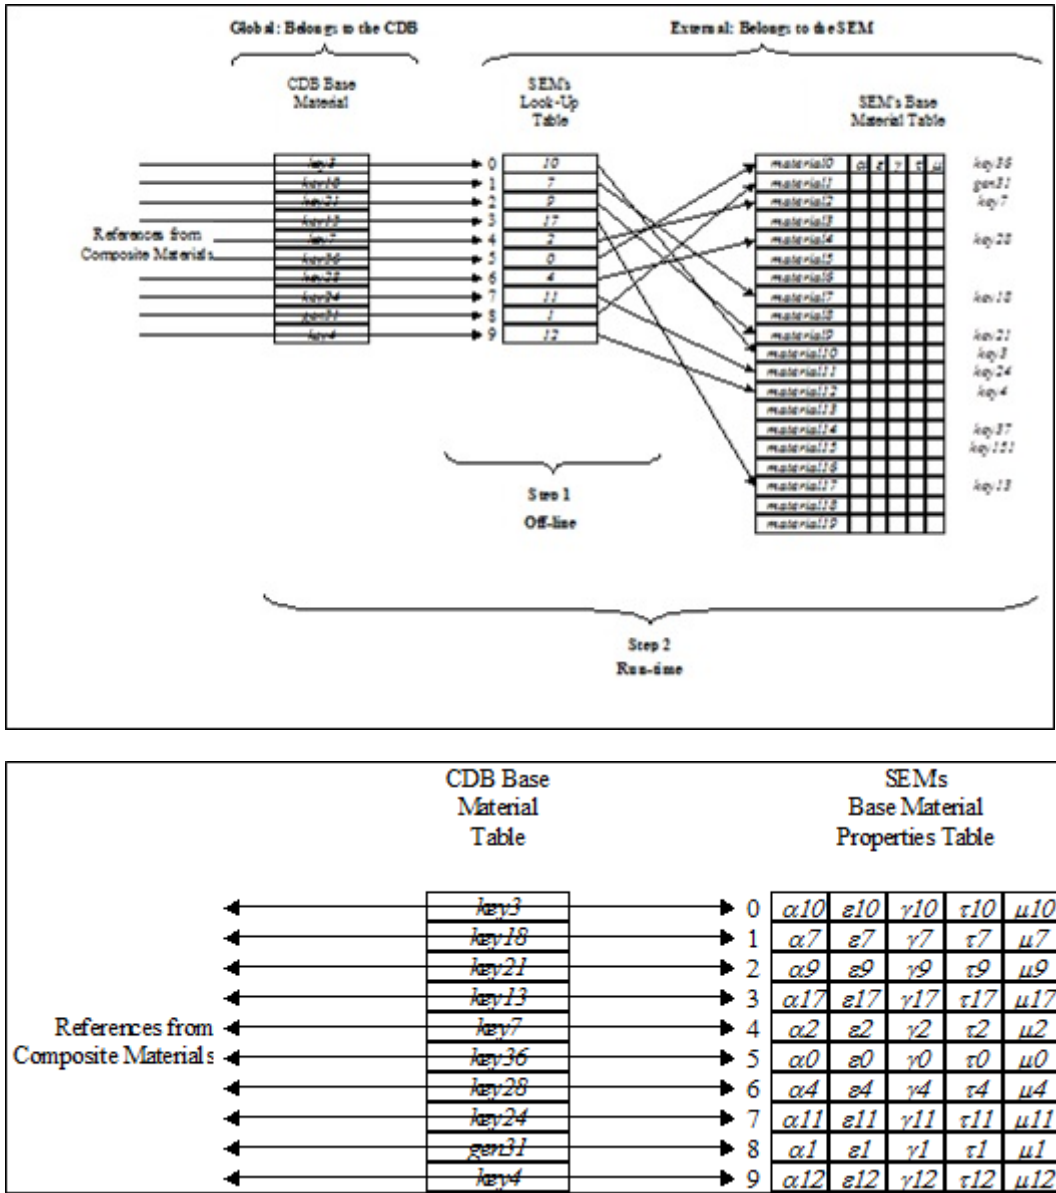 Global: Belongs to the CDB
External: Belongs to the SEM
CDB Base
Material
SEM's
Look-Up
Table
SEM's Base
Material Table
key3 0 10 material0 α ε γ τ μ key36
key18 1 7 material1 gen31
key21 2 9 material2 key7
key13 3 17 material3
References from
Composite Materials
key7 4 2 material4 key28
key36 5 0 material5
key28 6 4 material6
key24 7 11 material7 key18
gen31 8 1 material8
key4 9 12 material9 key21
material10 key3
material11 key24
material12 key4
material13
material14 key37
material15 key151
material16
material17 key13
material18
material19
Step 1
Off-line
Step 2
Run-time
CDB Base
Material
Table
SEM's
Base Material
Properties Table
key3 0 α10 ε10 γ10 τ10 μ10
key18 1 α7 ε7 γ7 τ7 μ7
key21 2 α9 ε9 γ9 τ9 μ9
key13 3 α17 ε17 γ17 τ17 μ17
References from
Composite Materials
key7 4 α2 ε2 γ2 τ2 μ2
key36 5 α0 ε0 γ0 τ0 μ0
key28 6 α4 ε4 γ4 τ4 μ4
key24 7 α11 ε11 γ11 τ11 μ11
gen31 8 α1 ε1 γ1 τ1 μ1
key4 9 α12 ε12 γ12 τ12 μ12